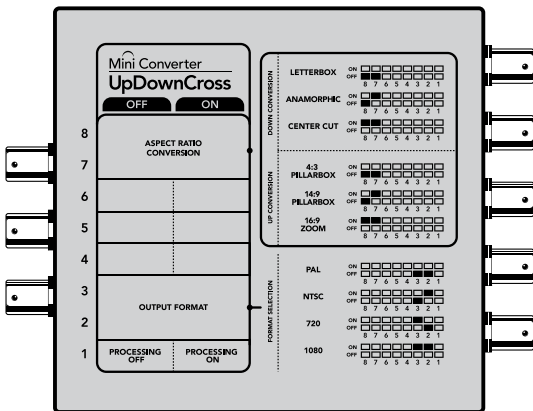 Mini Converter
UpDownCross
OFF ON
8
ASPECT RATIO
CONVERSION
7
6
5
4
3
OUTPUT FORMAT
2
1
PROCESSING OFF
PROCESSING ON
DOWN CONVERSION
LETTERBOX
ON
OFF
8 7 6 5 4 3 2 1
ANAMORPHIC
ON
OFF
8 7 6 5 4 3 2 1
CENTER CUT
ON
OFF
8 7 6 5 4 3 2 1
UP CONVERSION
4:3
PILLARBOX
ON
OFF
8 7 6 5 4 3 2 1
14:9
PILLARBOX
ON
OFF
8 7 6 5 4 3 2 1
16:9
ZOOM
ON
OFF
8 7 6 5 4 3 2 1
FORMAT SELECTION
PAL
ON
OFF
8 7 6 5 4 3 2 1
NTSC
ON
OFF
8 7 6 5 4 3 2 1
720
ON
OFF
8 7 6 5 4 3 2 1
1080
ON
OFF
8 7 6 5 4 3 2 1